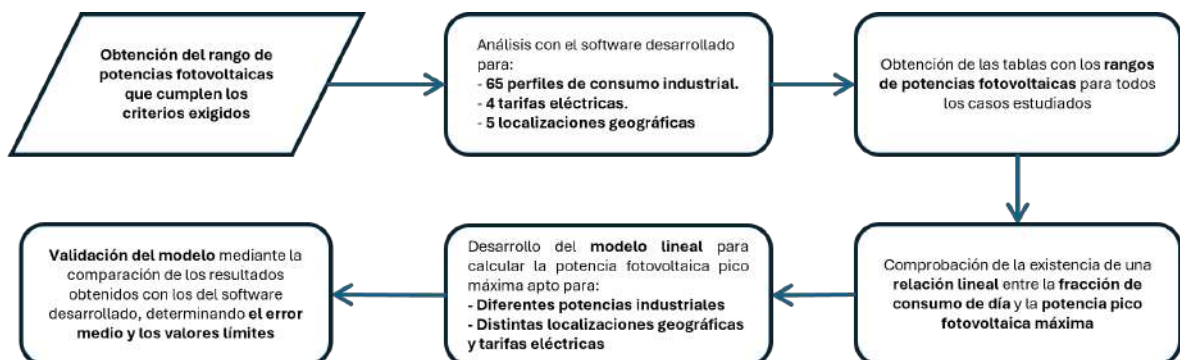 Obtención del rango de
potencias fotovoltaicas
que cumplen los
criterios exigidos
Análisis con el software desarrollado
para:
- 65 perfiles de consumo industrial.
- 4 tarifas eléctricas.
- 5 localizaciones geográficas
Obtención de las tablas con los rangos
de potencias fotovoltaicas para todos
los casos estudiados
Comprobación de la existencia de una
relación lineal entre la fracción de
consumo de día y la potencia pico
fotovoltaica máxima
Desarrollo del modelo lineal para
calcular la potencia fotovoltaica pico
máxima apto para:
- Diferentes potencias industriales
- Distintas localizaciones geográficas
y tarifas eléctricas
Validación del modelo mediante la
comparación de los resultados
obtenidos con los del software
desarrollado, determinando el error
medio y los valores límites